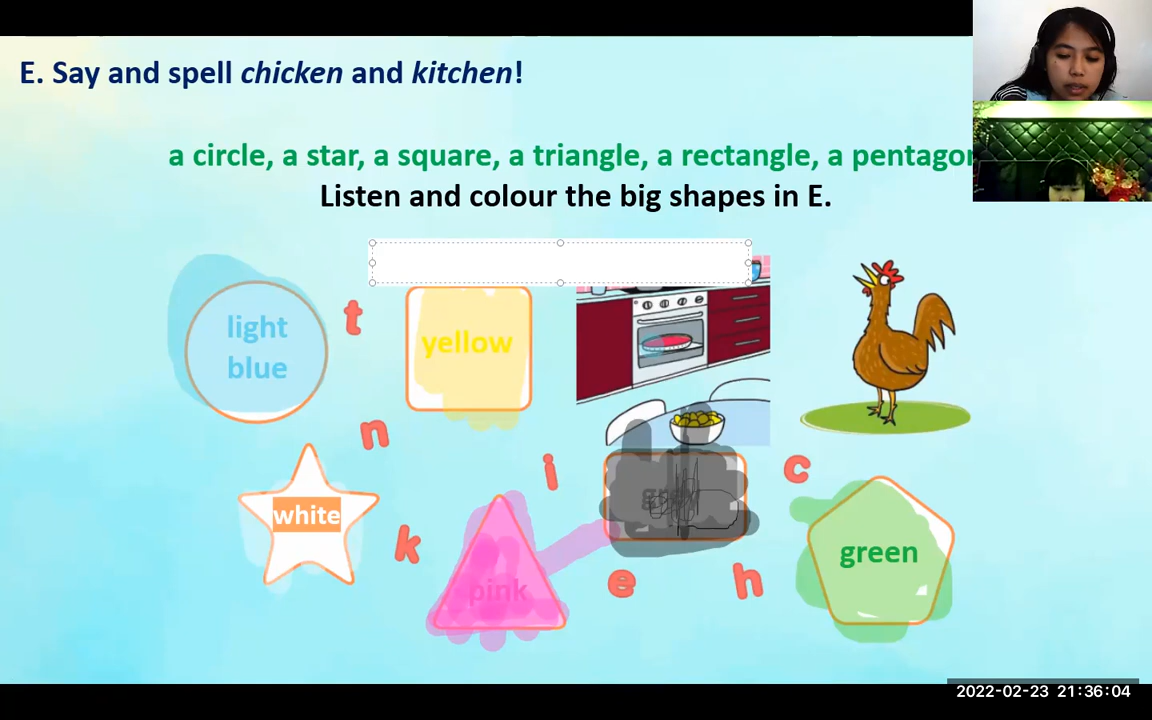 E. Say and spell chicken and kitchen!
a circle, a star, a square, a triangle, a rectangle, a pentagon
Listen and colour the big shapes in E.
light
blue
t
yellow
n
i
c
white
k
pink
e
h
green
2022-02-23 21:36:04